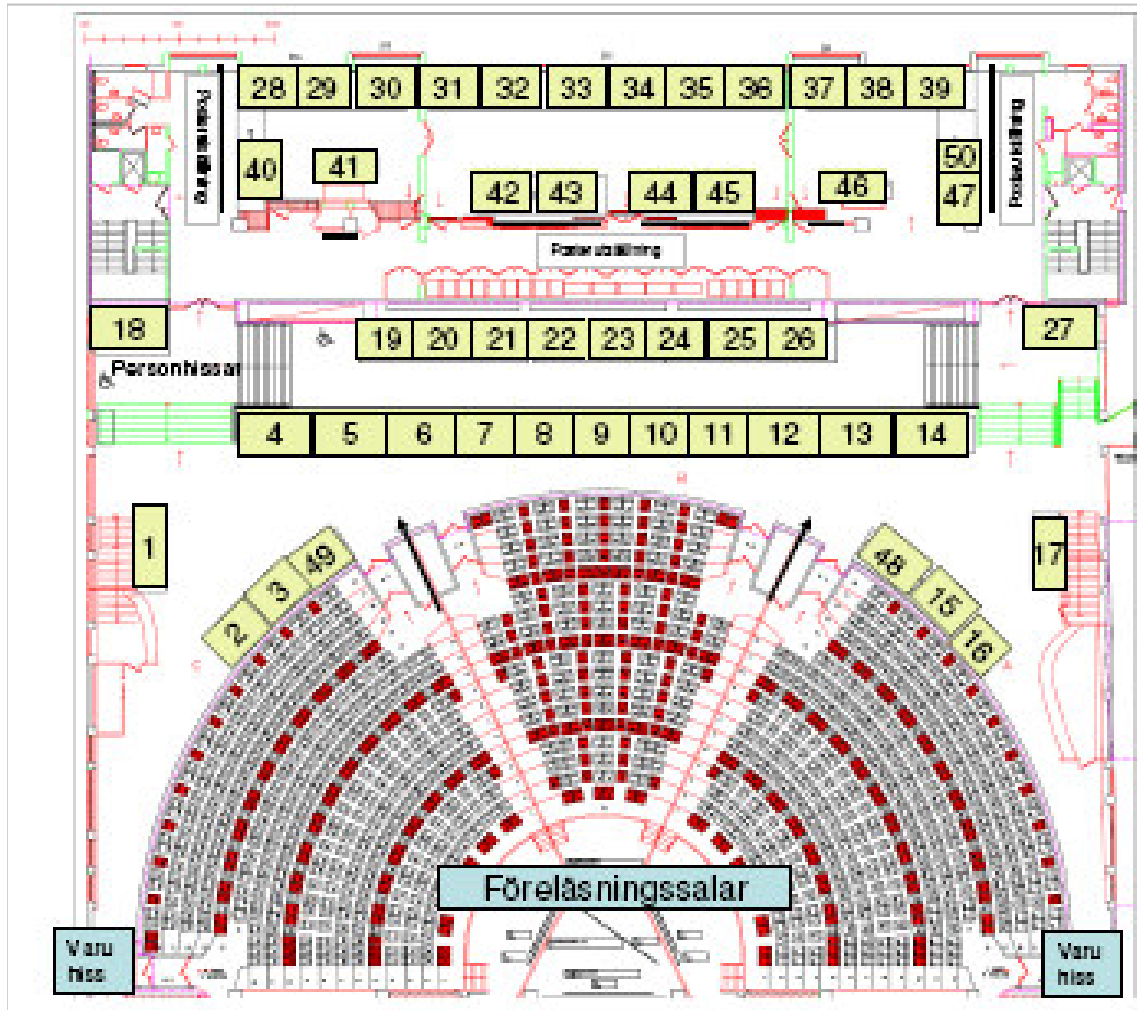 28 29 30 31 32 33 34 35 36 37 38 39
Posterutställning
Posterutställning
40 41 42 43 44 45 46 50
47
Posterutställning
18 27
19 20 21 22 23 24 25 26
Personhissar
4 5 6 7 8 9 10 11 12 13 14
1 2 3 49 48 15 16 17
Föreläsningssalar
Varu
hiss
Varu
hiss